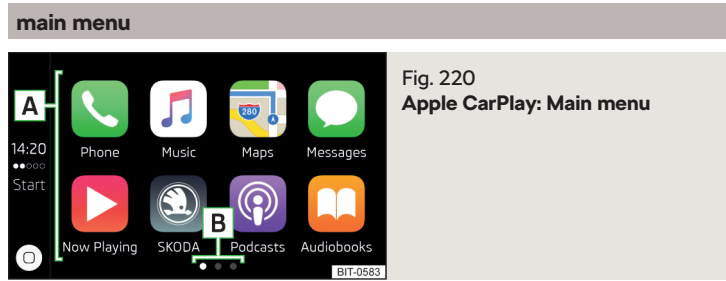 main menu
A
280
14:20
Start
Phone
Music
Maps
Messages
B
Now Playing
SKODA
Podcasts
Audiobooks
BIT-0583
Fig. 220
Apple CarPlay: Main menu